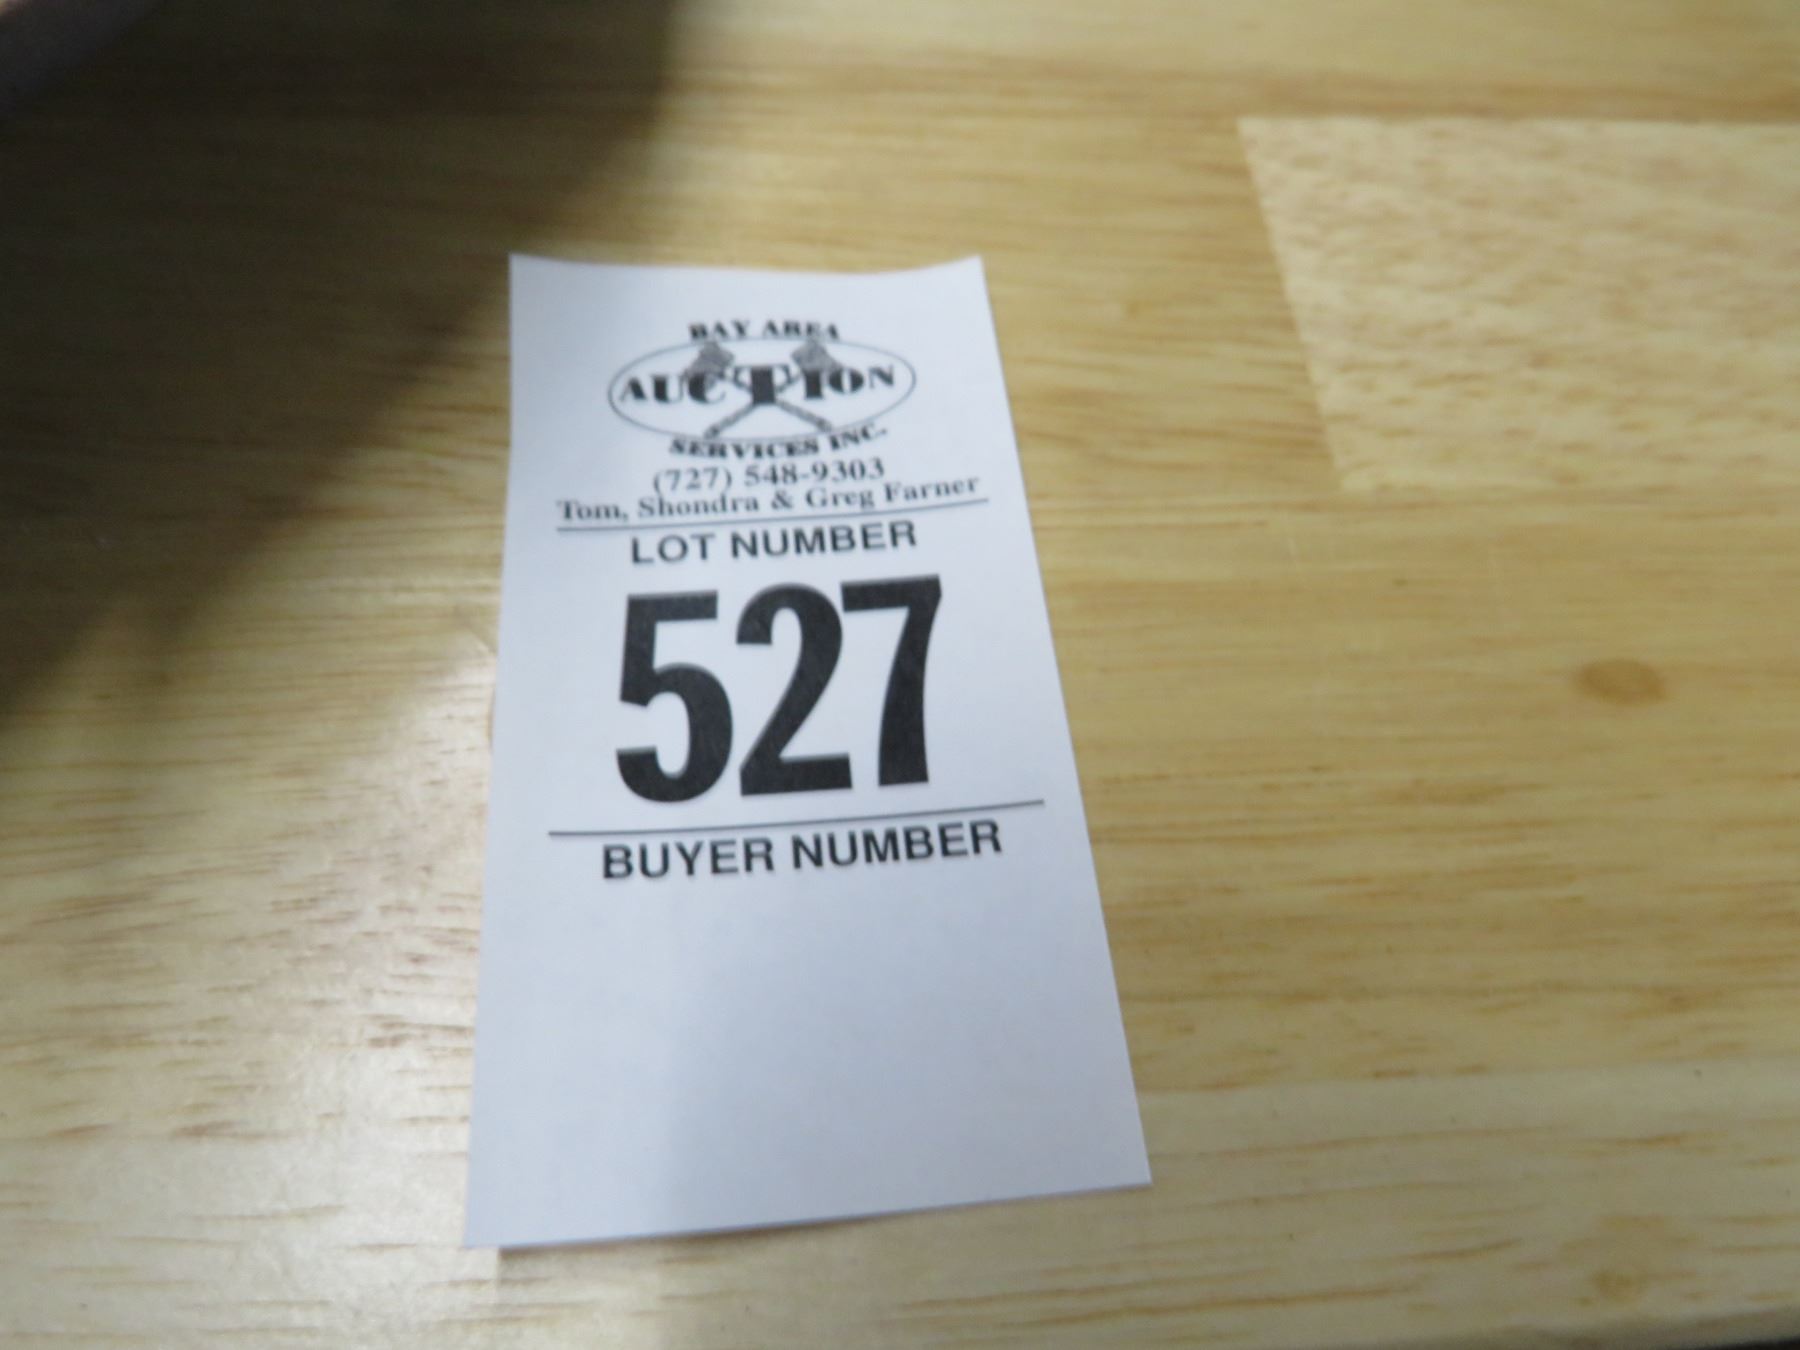 BAY AREA
AUCTION
SERVICES INC.
(727) 548-9303
Tom, Shondra & Greg Farner
LOT NUMBER
527
BUYER NUMBER